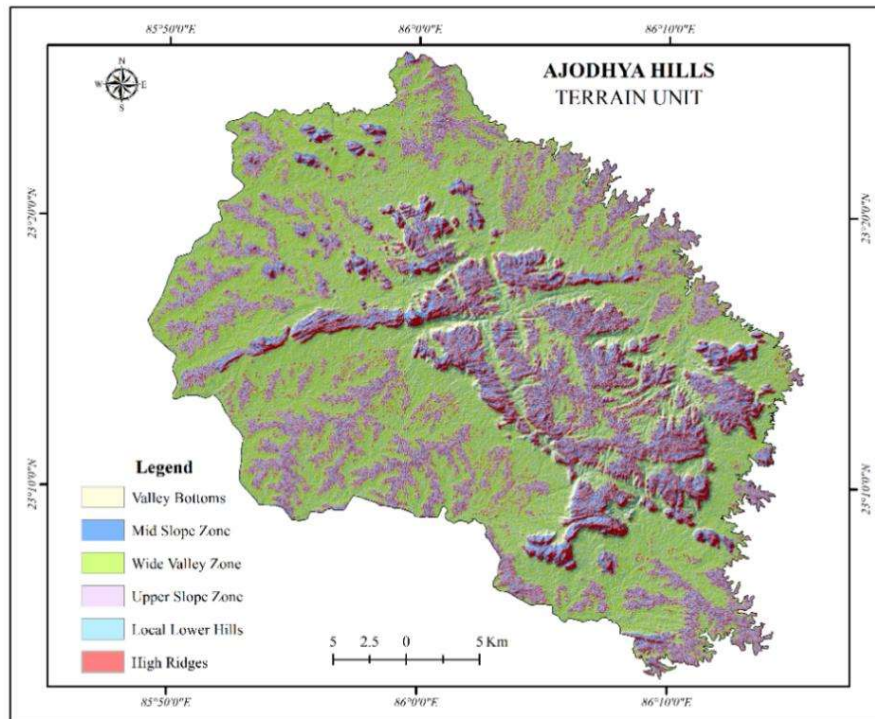 85°50'0"E 86°0'0"E 86°10'0"E
N
W E
S
AJODHYA HILLS
TERRAIN UNIT
23°20'0"N 23°20'0"N
23°10'0"N 23°10'0"N
Legend
Valley Bottoms
Mid Slope Zone
Wide Valley Zone
Upper Slope Zone
Local Lower Hills
High Ridges
5 2.5 0 5 Km
85°50'0"E 86°0'0"E 86°10'0"E